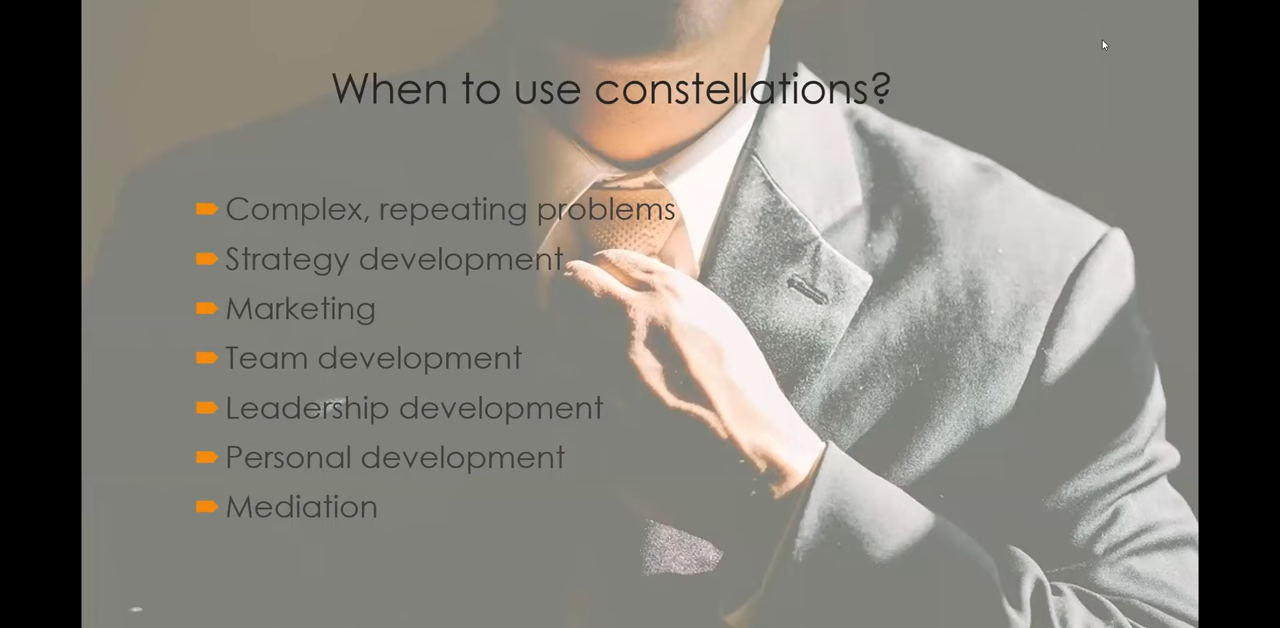 When to use constellations?
Complex, repeating problems
Strategy development
Marketing
Team development
Leadership development
Personal development
Mediation